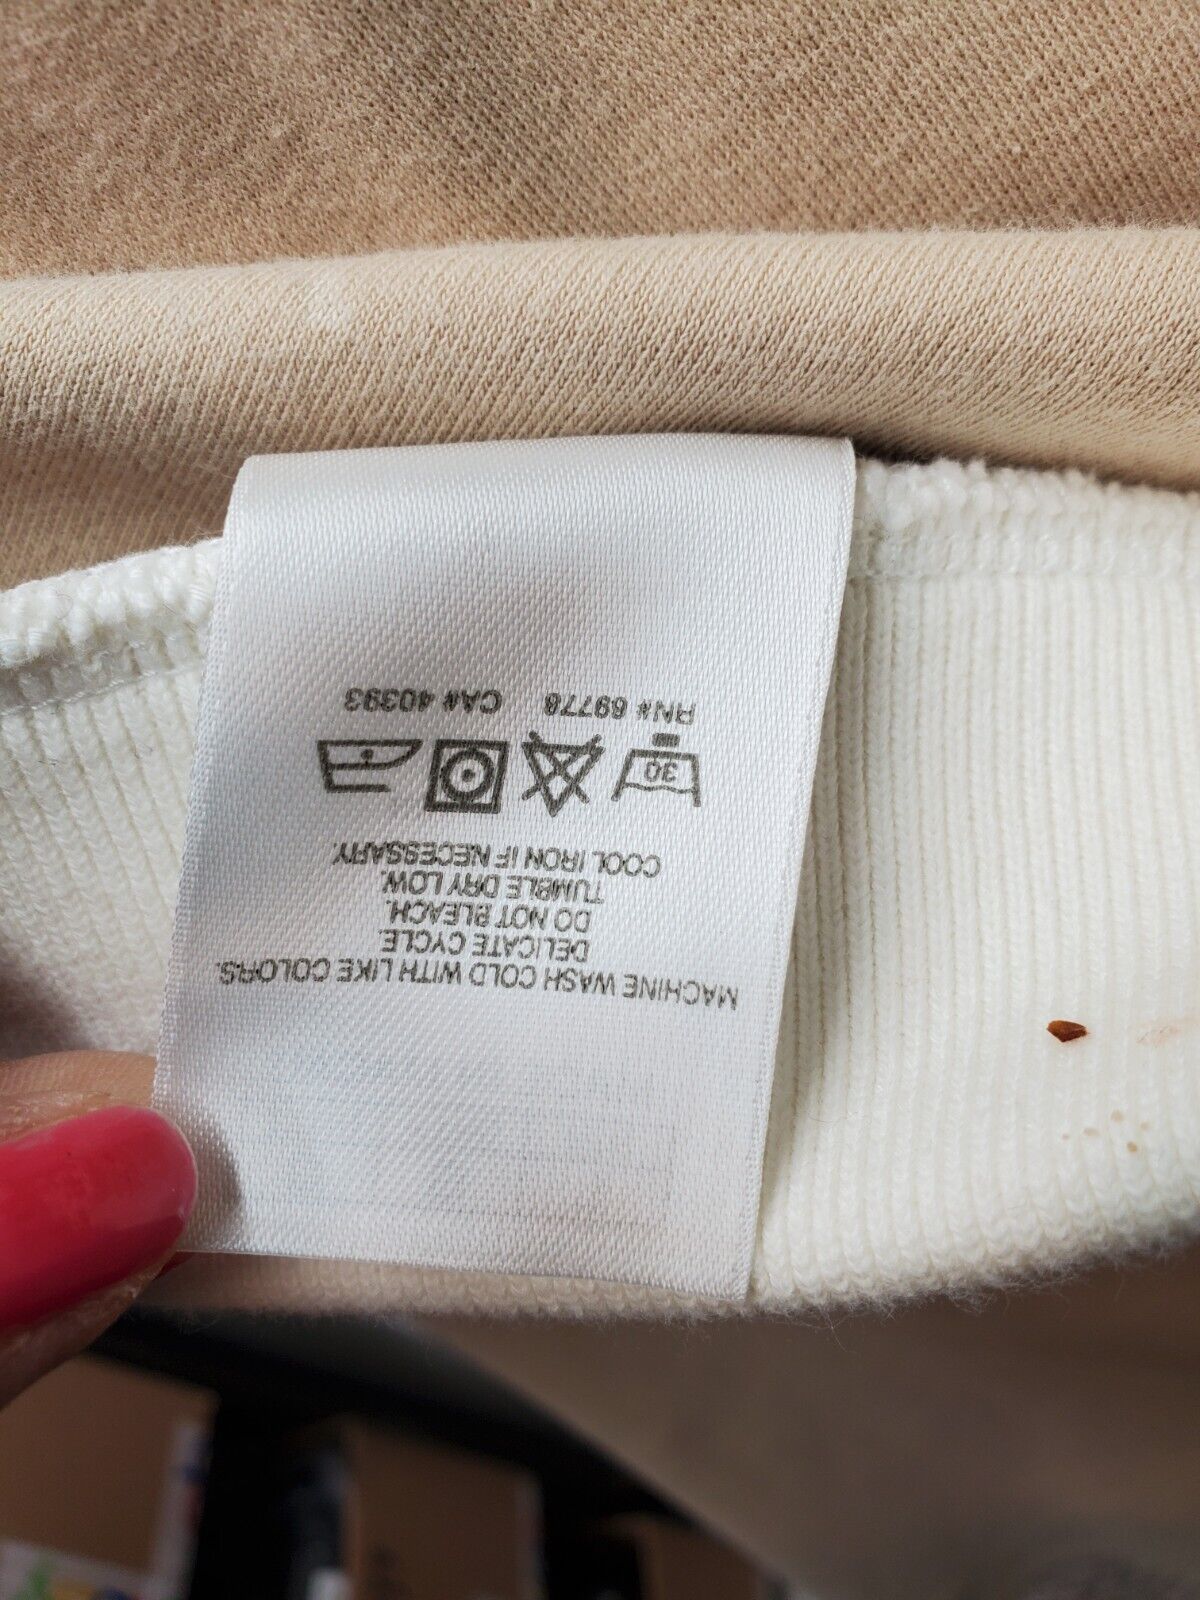 MACHINE WASH COLD WITH LIKE COLORS.
DELICATE CYCLE.
DO NOT BLEACH.
TUMBLE DRY LOW.
COOL IRON IF NECESSARY.
30
RN# 69778 CA# 40393